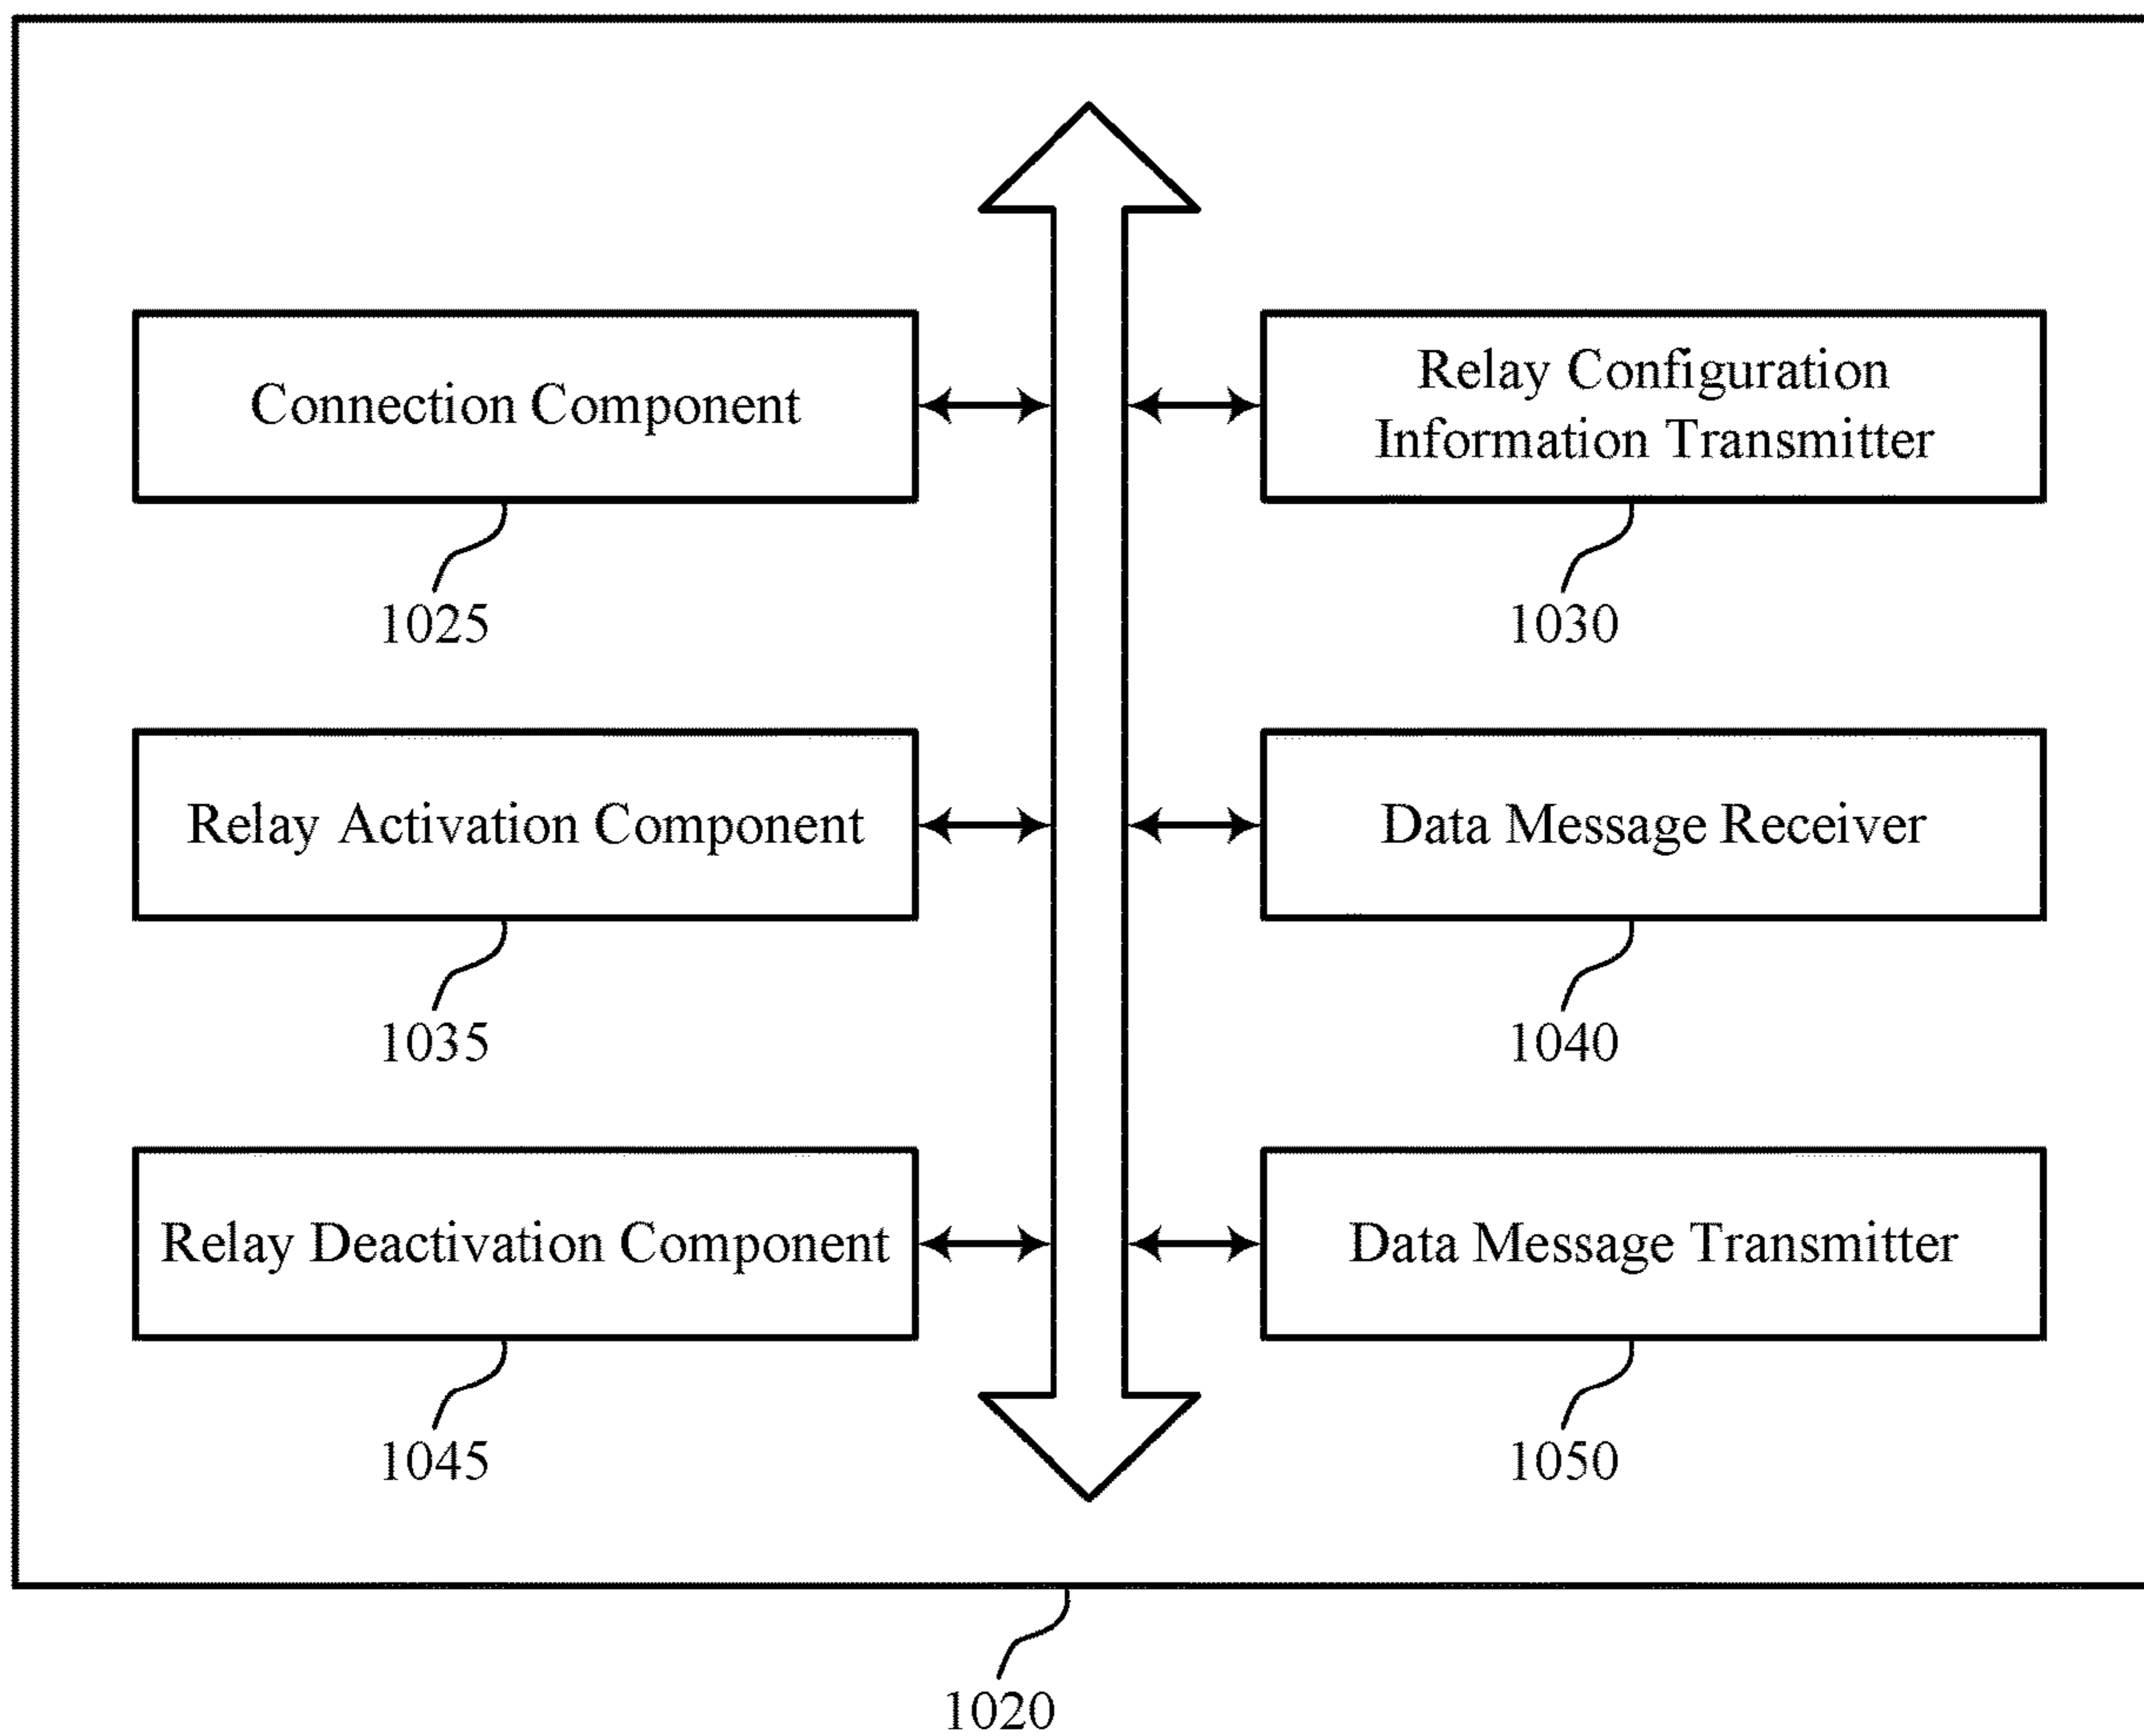 Connection Component
Relay Configuration
Information Transmitter
1025
1030
Relay Activation Component
Data Message Receiver
1035
1040
Relay Deactivation Component
Data Message Transmitter
1045
1050
1020